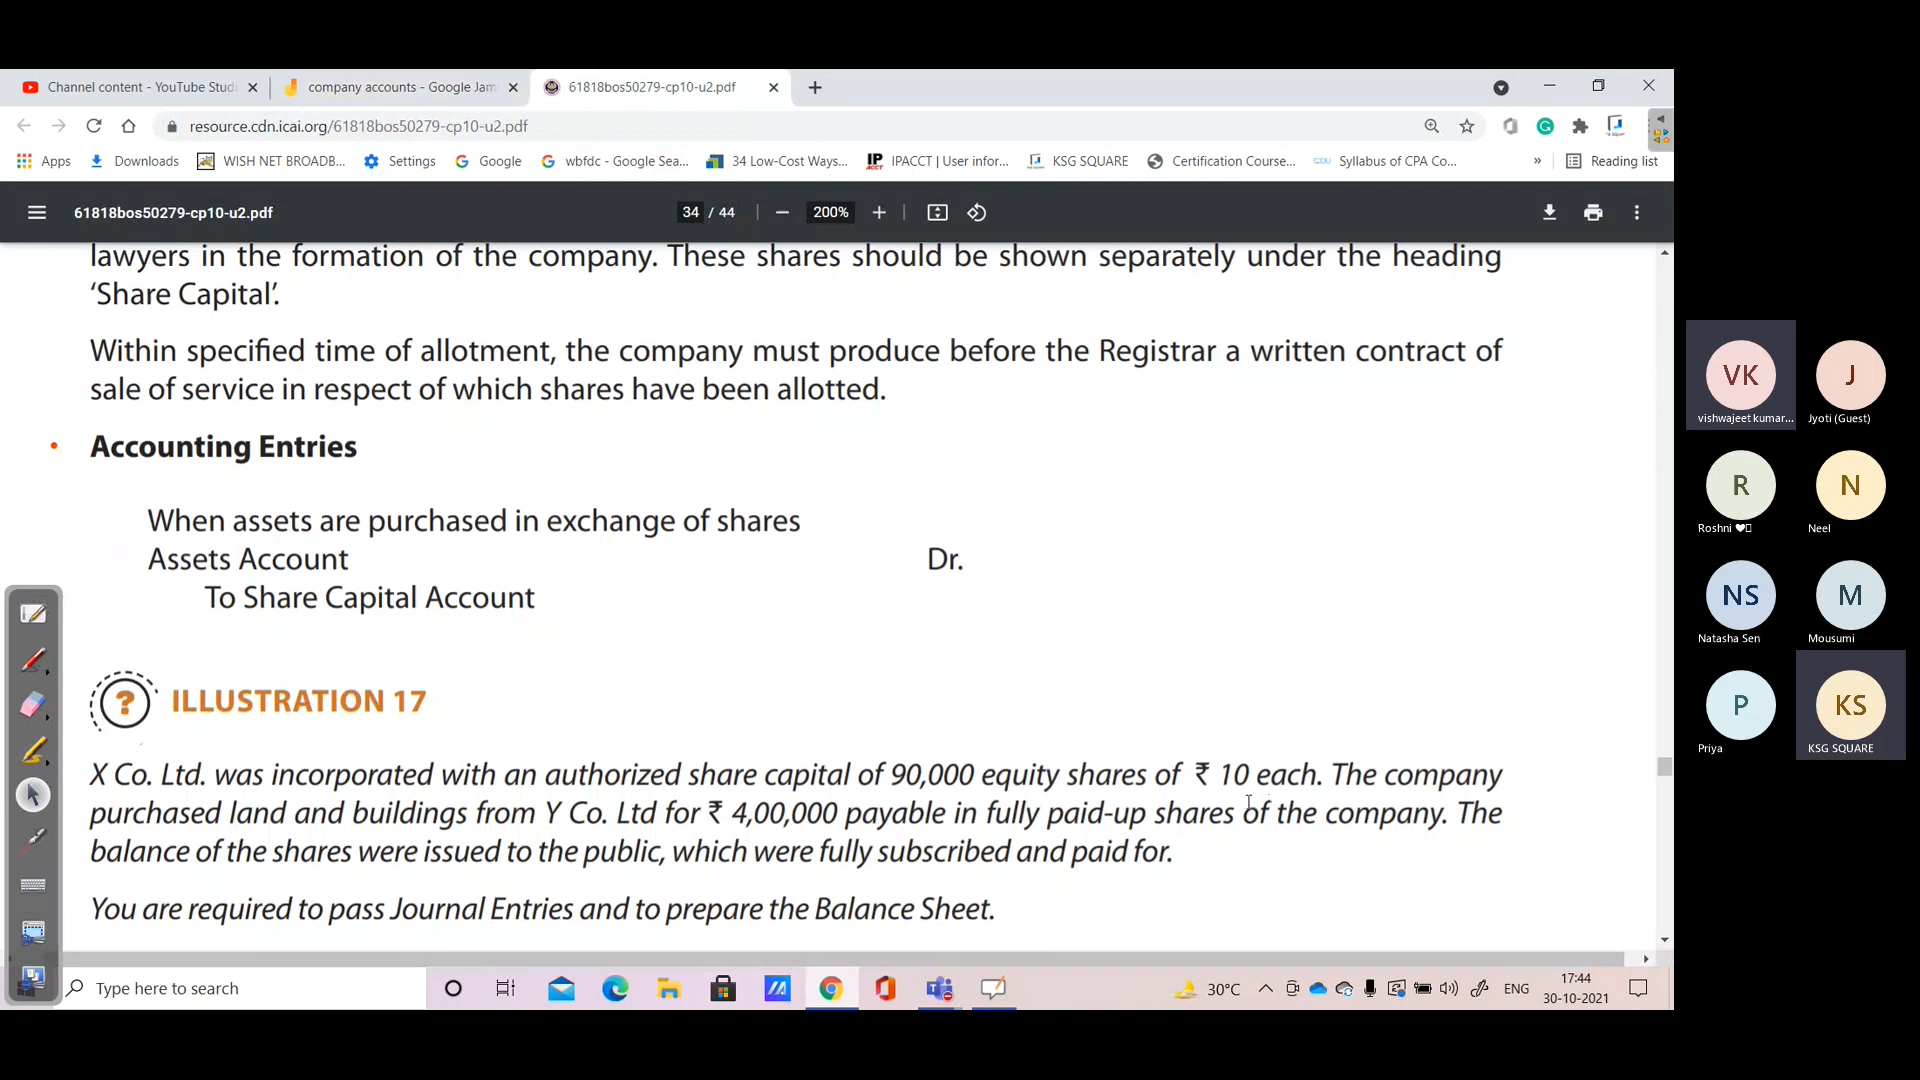 Channel content - YouTube Stud
company accounts - Google Jam
61818bos50279-cp10-u2.pdf
resource.cdn.icai.org/61818bos50279-cp10-u2.pdf
Apps
Downloads
WISH NET BROADB...
Settings
Google
wbfdc - Google Sea...
34 Low-Cost Ways...
IP IPACCT | User infor...
KSG SQUARE
Certification Course...
Syllabus of CPA Co...
»
Reading list
61818bos50279-cp10-u2.pdf
34 / 44
200%
lawyers in the formation of the company. These shares should be shown separately under the heading
‘Share Capital’.
Within specified time of allotment, the company must produce before the Registrar a written contract of
sale of service in respect of which shares have been allotted.
• Accounting Entries
When assets are purchased in exchange of shares
Assets Account Dr.
To Share Capital Account
? ILLUSTRATION 17
X Co. Ltd. was incorporated with an authorized share capital of 90,000 equity shares of ₹ 10 each. The company
purchased land and buildings from Y Co. Ltd for ₹ 4,00,000 payable in fully paid-up shares of the company. The
balance of the shares were issued to the public, which were fully subscribed and paid for.
You are required to pass Journal Entries and to prepare the Balance Sheet.
VK
vishwajeet kumar...
J
Jyoti (Guest)
R
Roshni
N
Neel
NS
Natasha Sen
M
Mousumi
P
Priya
KS
KSG SQUARE
Type here to search
30°C
ENG
17:44
30-10-2021